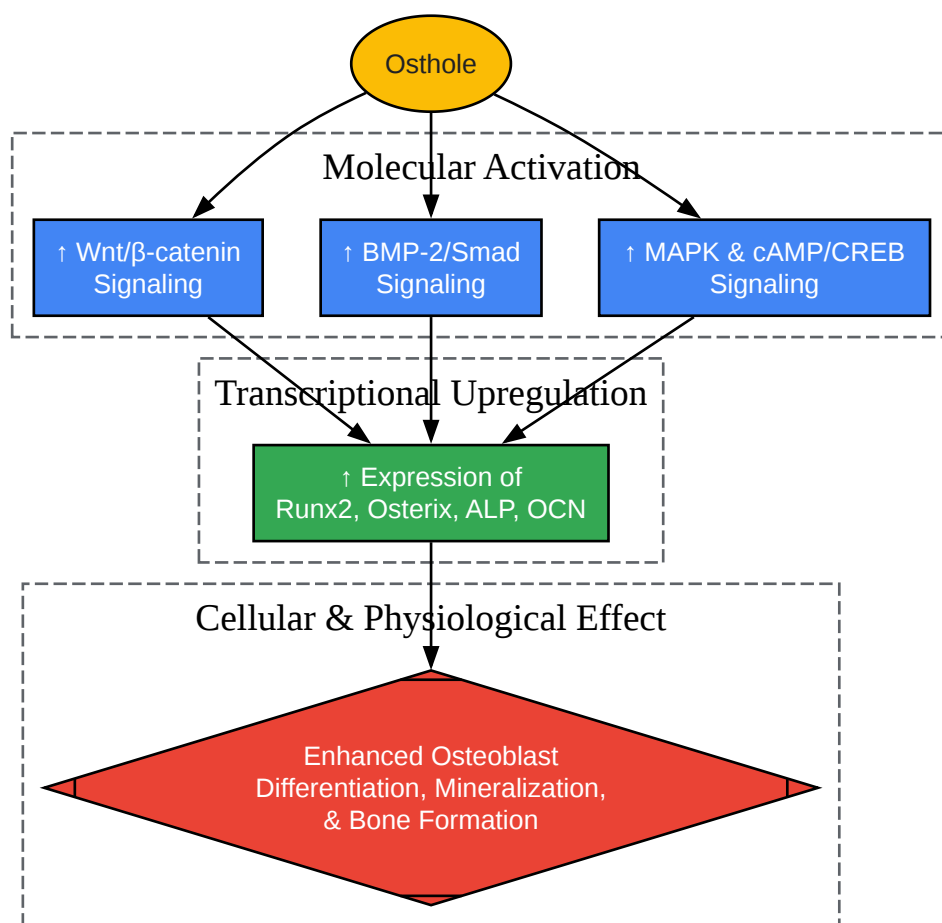 Osthole
Molecular Activation
↑ Wnt/β-catenin
Signaling
↑ BMP-2/Smad
Signaling
↑ MAPK & cAMP/CREB
Signaling
Transcriptional Upregulation
↑ Expression of
Runx2, Osterix, ALP, OCN
Cellular & Physiological Effect
Enhanced Osteoblast
Differentiation, Mineralization,
& Bone Formation